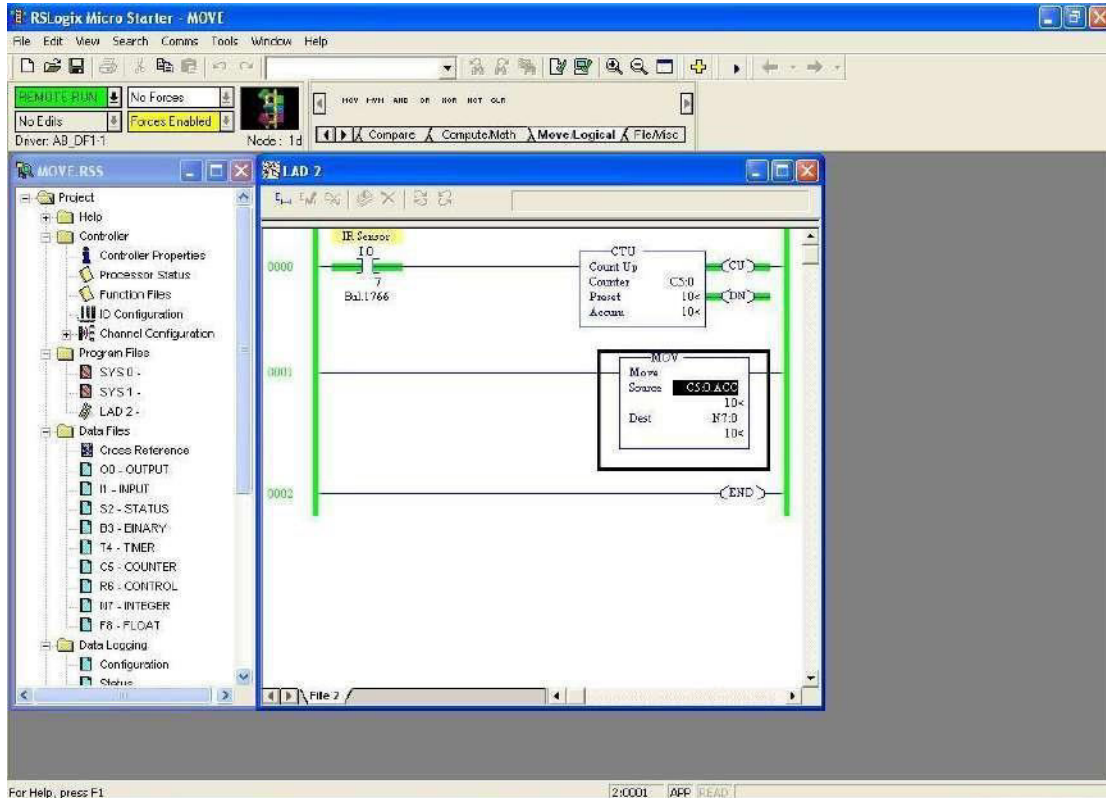 RSLogix Micro Starter - MOVE
File Edit View Search Comms Tools Window Help
REMOTE RUN No Forces
No Edits Forces Enabled
Driver: AB_DF1-1 Node: 1d
MOV MVM AND OR XOR NOT CLR
Compare Compute/Math Move/Logical File/Misc
MOVE.RSS
Project
Help
Controller
Controller Properties
Processor Status
Function Files
IO Configuration
Channel Configuration
Program Files
SYS 0 -
SYS 1 -
LAD 2 -
Data Files
Cross Reference
O0 - OUTPUT
I1 - INPUT
S2 - STATUS
B3 - BINARY
T4 - TIMER
C5 - COUNTER
R6 - CONTROL
N7 - INTEGER
F8 - FLOAT
Data Logging
Configuration
Status
LAD 2
0000
IR Sensor
I:0
7
Bul.1766
CTU
Count Up
Counter C5:0
Preset 10<
Accum 10<
CU
DN
0001
MOV
Move
Source C5:0.ACC
10<
Dest N7:0
10<
0002
END
File 2
For Help, press F1
2:0001 APP READ